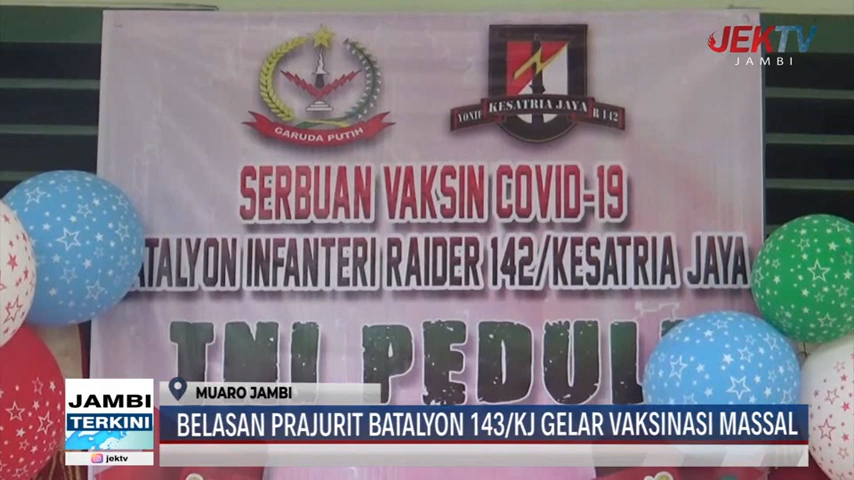 JEKTV
JAMBI
GARUDA PUTIH
KESATRIA JAYA
YONIF R 142
SERBUAN VAKSIN COVID-19
BATALYON INFANTERI RAIDER 142/KESATRIA JAYA
TNI PEDULI
MUARO JAMBI
JAMBI
TERKINI
jektv
BELASAN PRAJURIT BATALYON 143/KJ GELAR VAKSINASI MASSAL